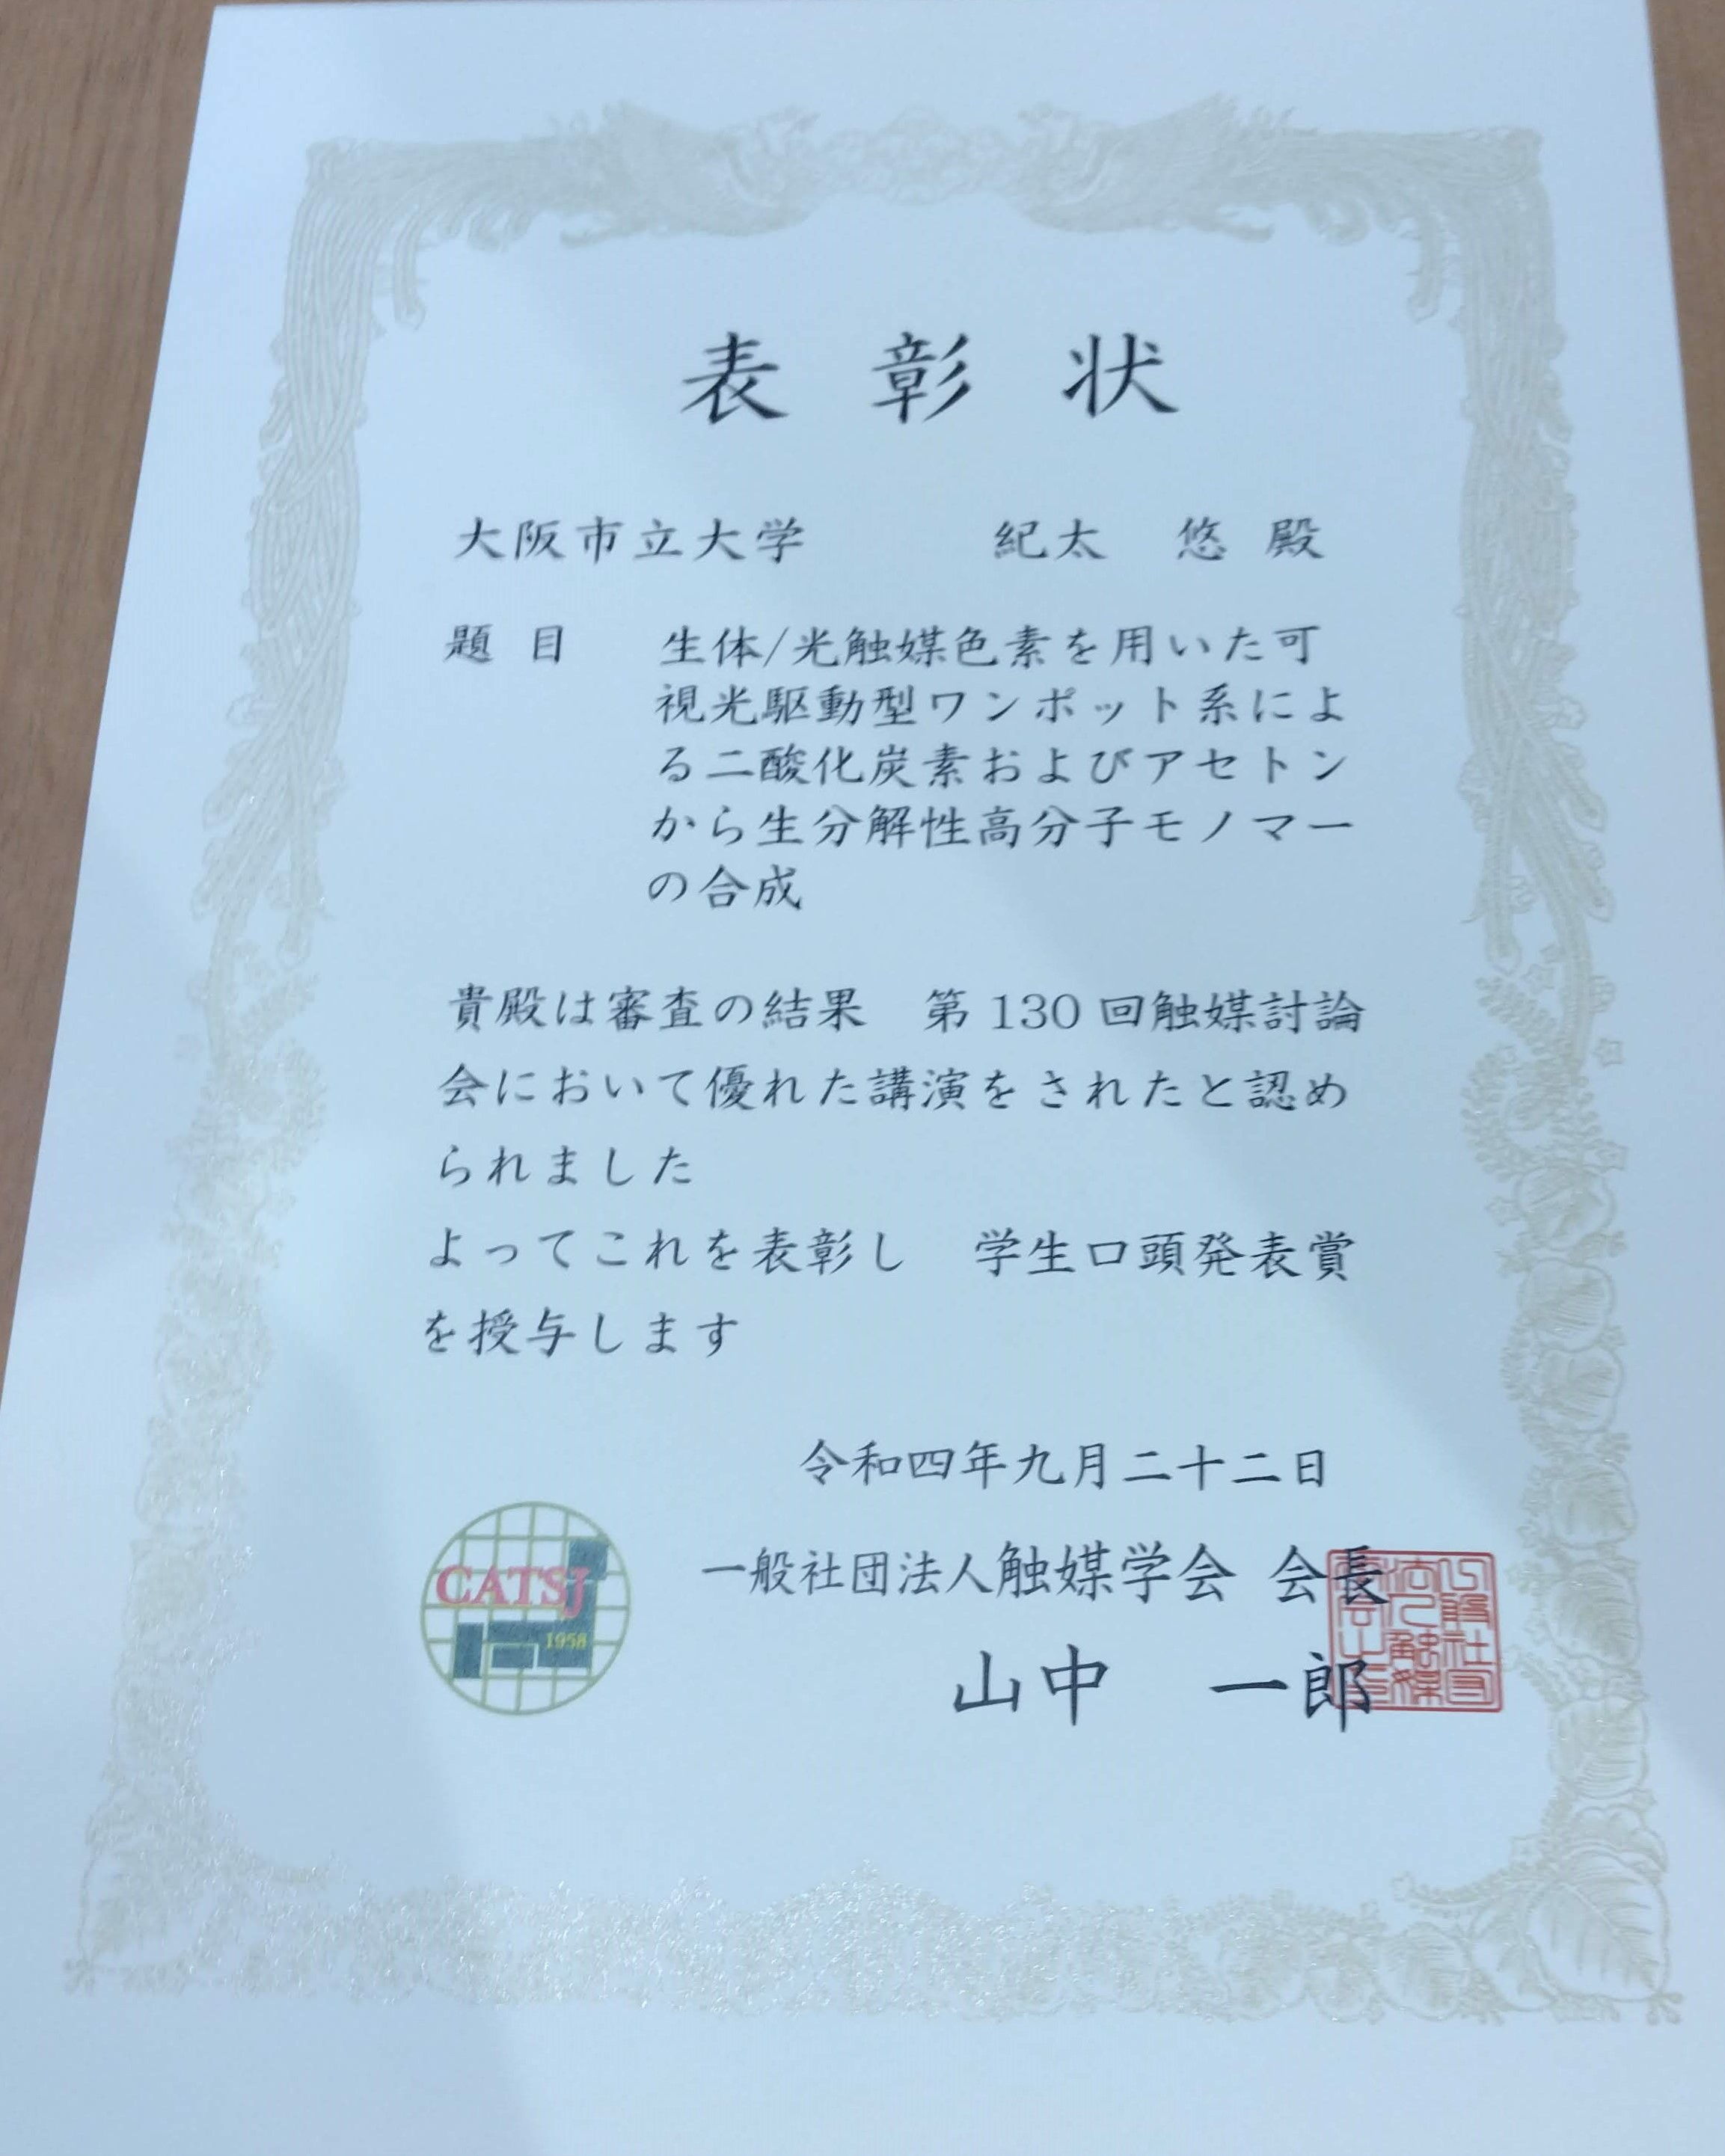 表彰状
大阪市立大学　紀太　悠 殿
題目　生体/光触媒色素を用いた可
視光駆動型ワンポット系によ
る二酸化炭素およびアセトン
から生分解性高分子モノマー
の合成
貴殿は審査の結果　第130回触媒討論
会において優れた講演をされたと認め
られました
よってこれを表彰し　学生口頭発表賞
を授与します
令和四年九月二十二日
CATSJ
1958
一般社団法人触媒学会 会長
山中　一郎